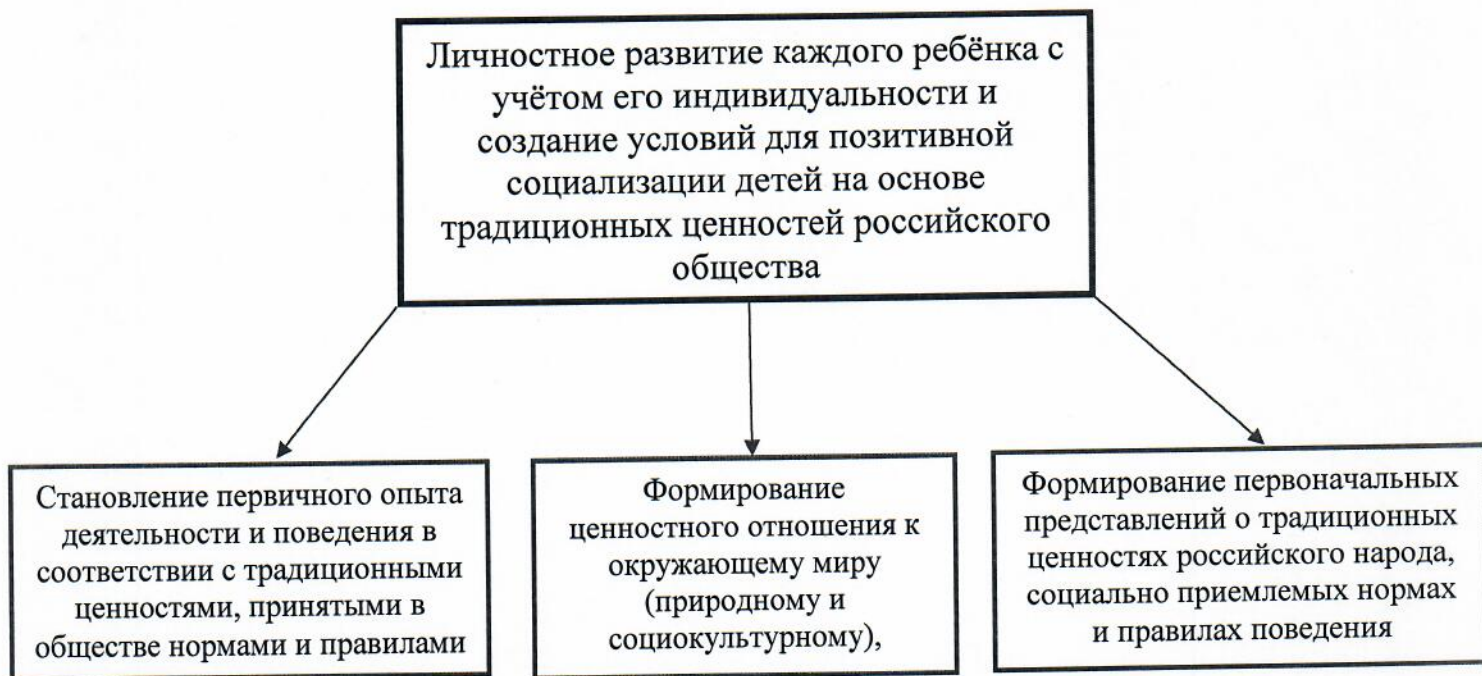 Личностное развитие каждого ребёнка с
учётом его индивидуальности и
создание условий для позитивной
социализации детей на основе
традиционных ценностей российского
общества
Становление первичного опыта
деятельности и поведения в
соответствии с традиционными
ценностями, принятыми в
обществе нормами и правилами
Формирование
ценностного отношения к
окружающему миру
(природному и
социокультурному),
Формирование первоначальных
представлений о традиционных
ценностях российского народа,
социально приемлемых нормах
и правилах поведения